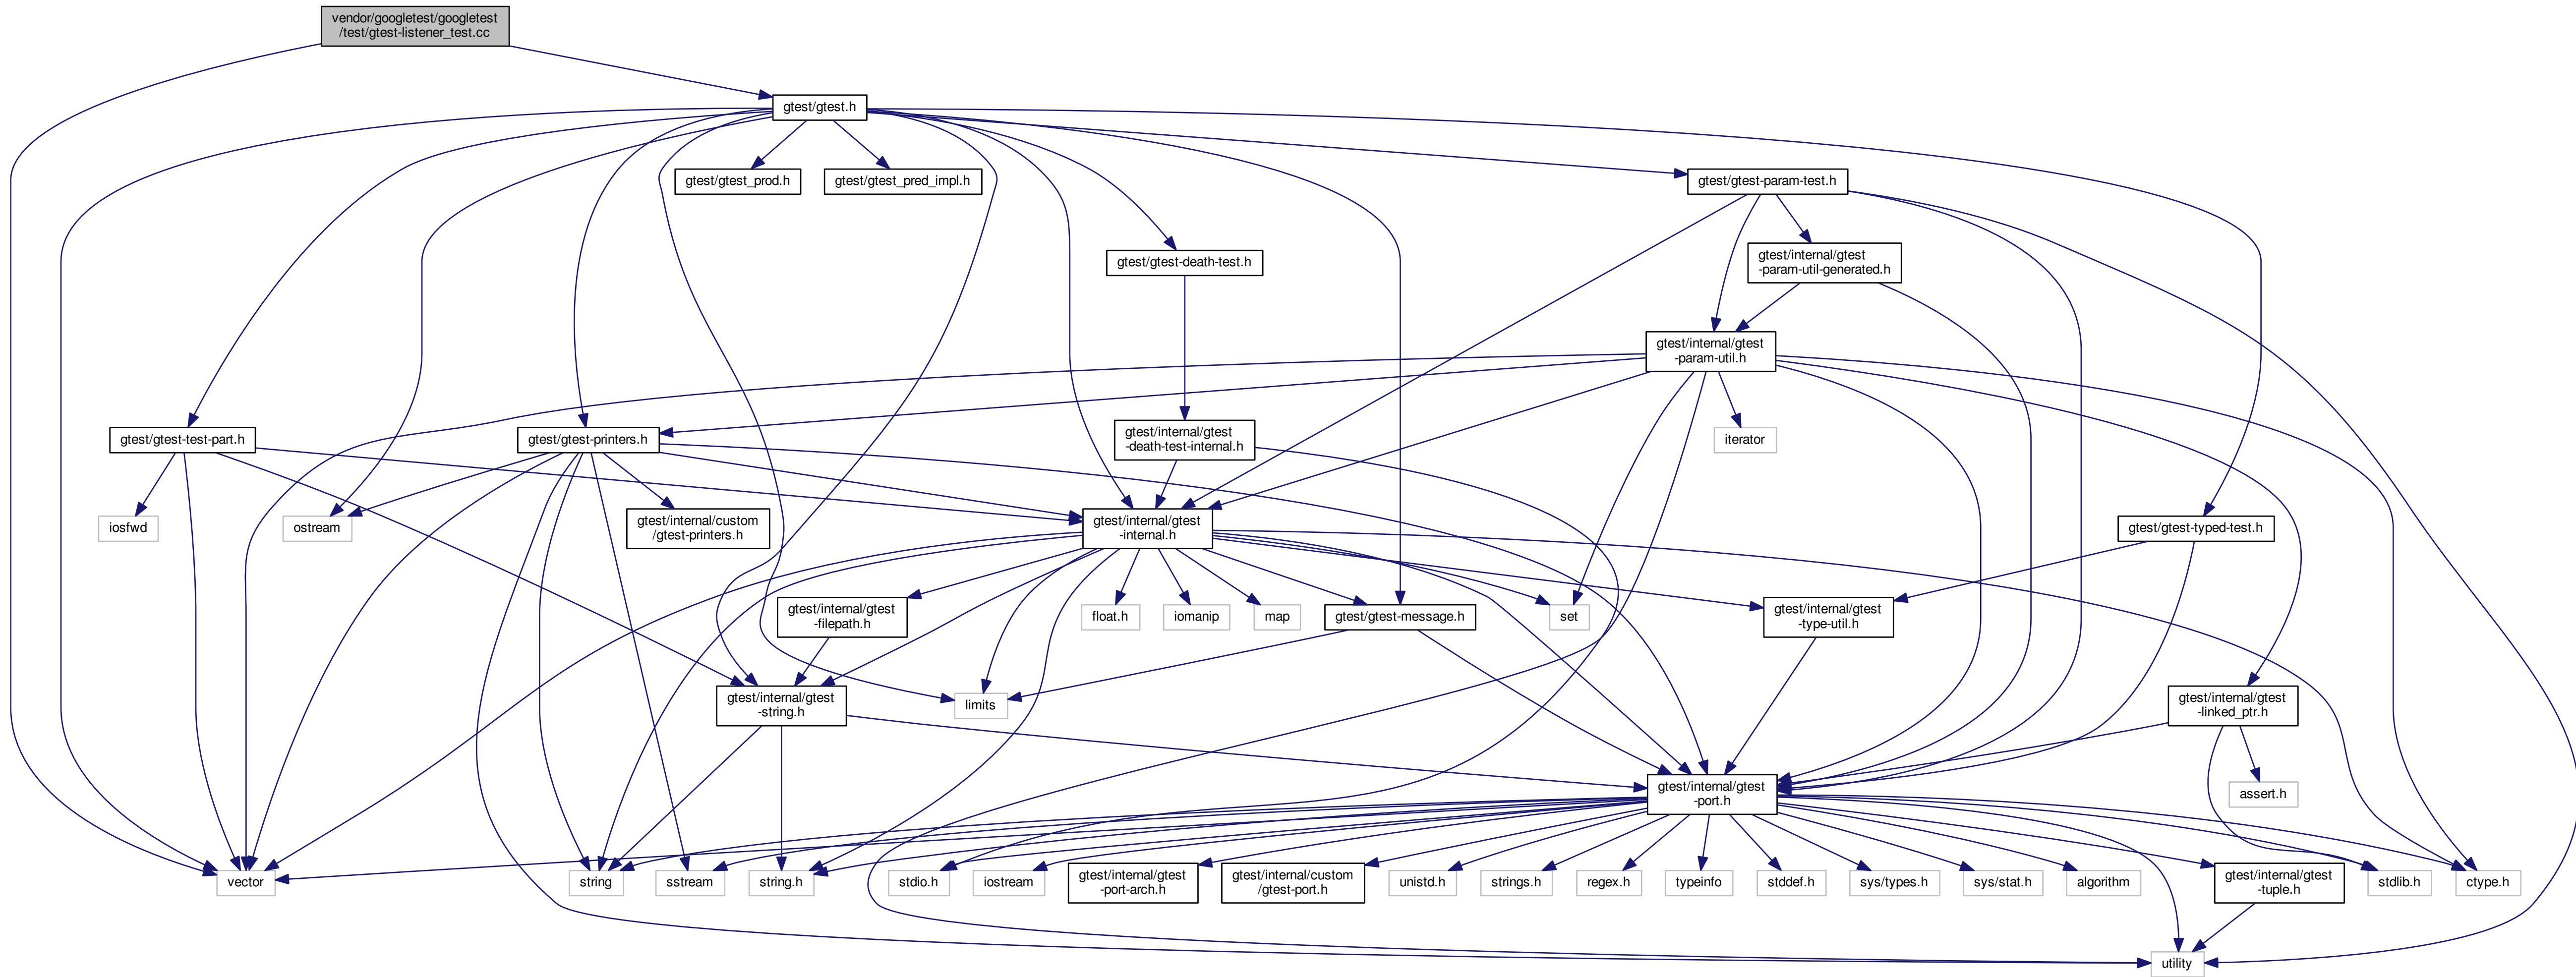 vendor/googletest/googletest
/test/gtest-listener_test.cc
gtest/gtest.h
gtest/gtest_prod.h
gtest/gtest_pred_impl.h
gtest/gtest-param-test.h
gtest/gtest-death-test.h
gtest/internal/gtest
-param-util-generated.h
gtest/internal/gtest
-param-util.h
gtest/gtest-test-part.h
gtest/gtest-printers.h
gtest/internal/gtest
-death-test-internal.h
iterator
iosfwd
ostream
gtest/internal/custom
/gtest-printers.h
gtest/internal/gtest
-internal.h
gtest/gtest-typed-test.h
gtest/internal/gtest
-filepath.h
float.h
iomanip
map
gtest/gtest-message.h
set
gtest/internal/gtest
-type-util.h
gtest/internal/gtest
-string.h
limits
gtest/internal/gtest
-linked_ptr.h
gtest/internal/gtest
-port.h
assert.h
vector
string
sstream
string.h
stdio.h
iostream
gtest/internal/gtest
-port-arch.h
gtest/internal/custom
/gtest-port.h
unistd.h
strings.h
regex.h
typeinfo
stddef.h
sys/types.h
sys/stat.h
algorithm
gtest/internal/gtest
-tuple.h
stdlib.h
ctype.h
utility